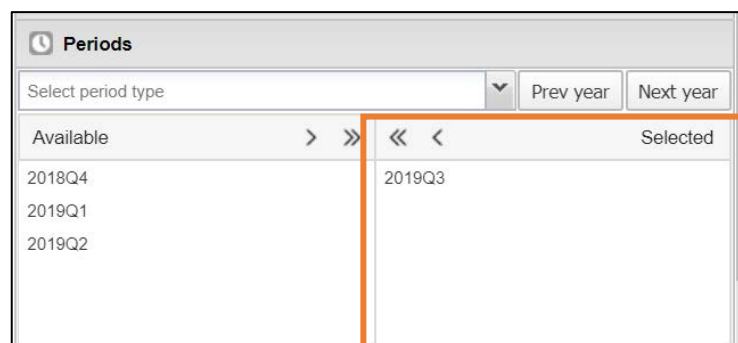 Periods
Select period type Prev year Next year
Available > >> << < Selected
2018Q4 2019Q3
2019Q1
2019Q2